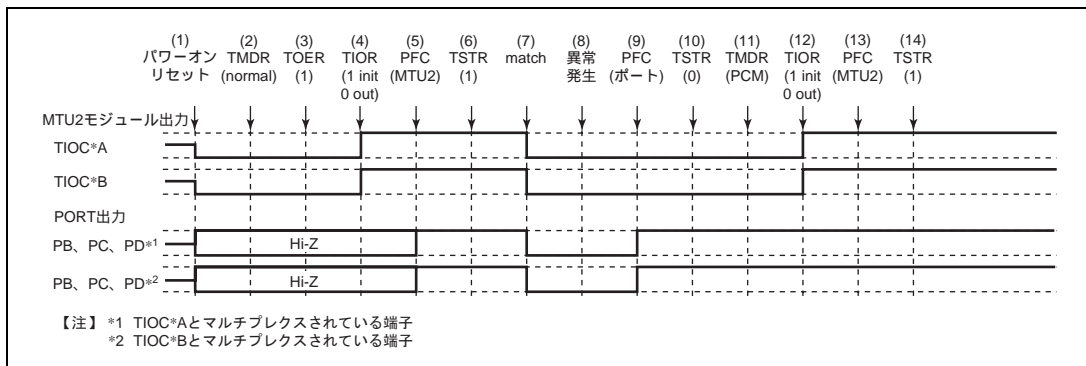 (1) (2) (3) (4) (5) (6) (7) (8) (9) (10) (11) (12) (13) (14)
パワーオン TMDR TOER TIOR PFC TSTR match 異常 PFC TSTR TMDR TIOR PFC TSTR
リセット (normal) (1) (1 init (MTU2) (1) 発生 (ポート) (0) (PCM) (1 init (MTU2) (1)
0 out) 0 out)
MTU2モジュール出力
TIOC*A
TIOC*B
PORT出力
PB、PC、PD*1 Hi-Z
PB、PC、PD*2 Hi-Z
【注】 *1 TIOC*Aとマルチプレクスされている端子
*2 TIOC*Bとマルチプレクスされている端子